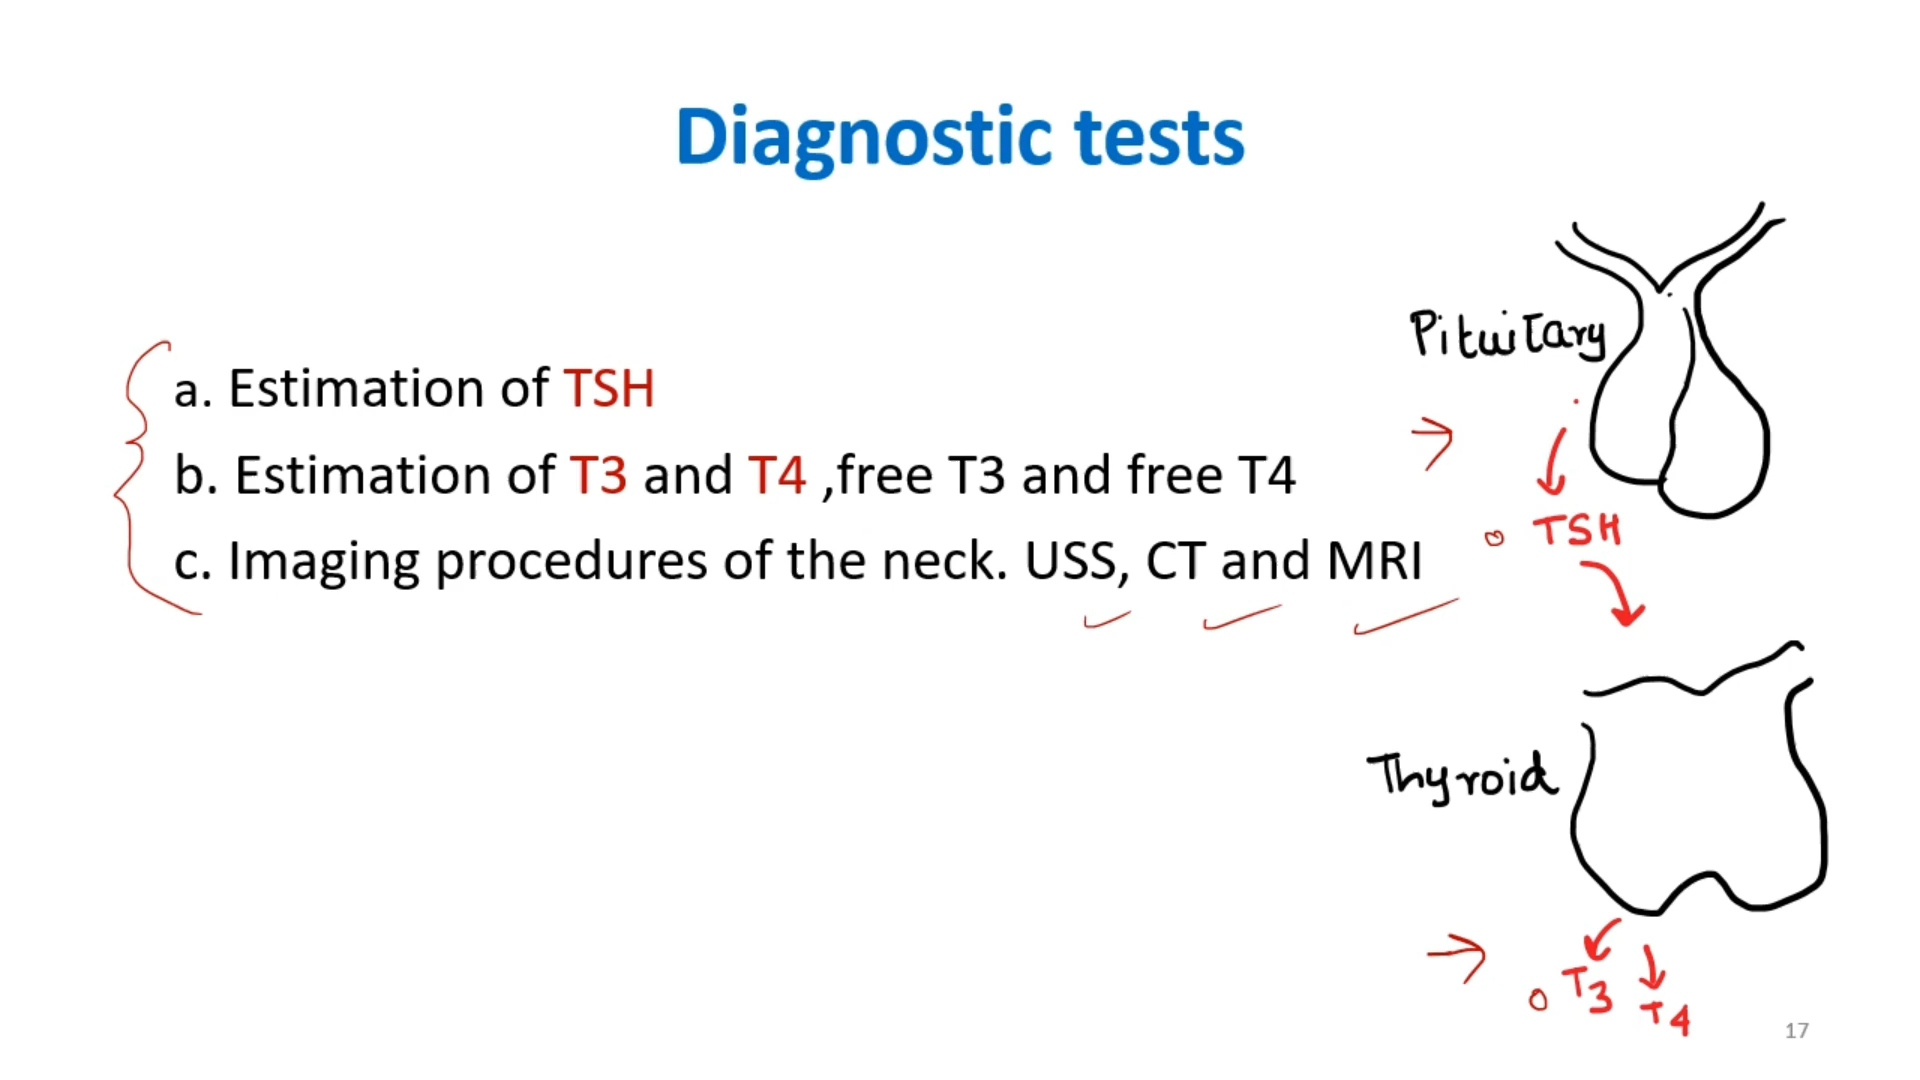 Diagnostic tests
a. Estimation of TSH
b. Estimation of T3 and T4 ,free T3 and free T4
c. Imaging procedures of the neck. USS, CT and MRI
Pituitary
TSH
Thyroid
T3
T4
17